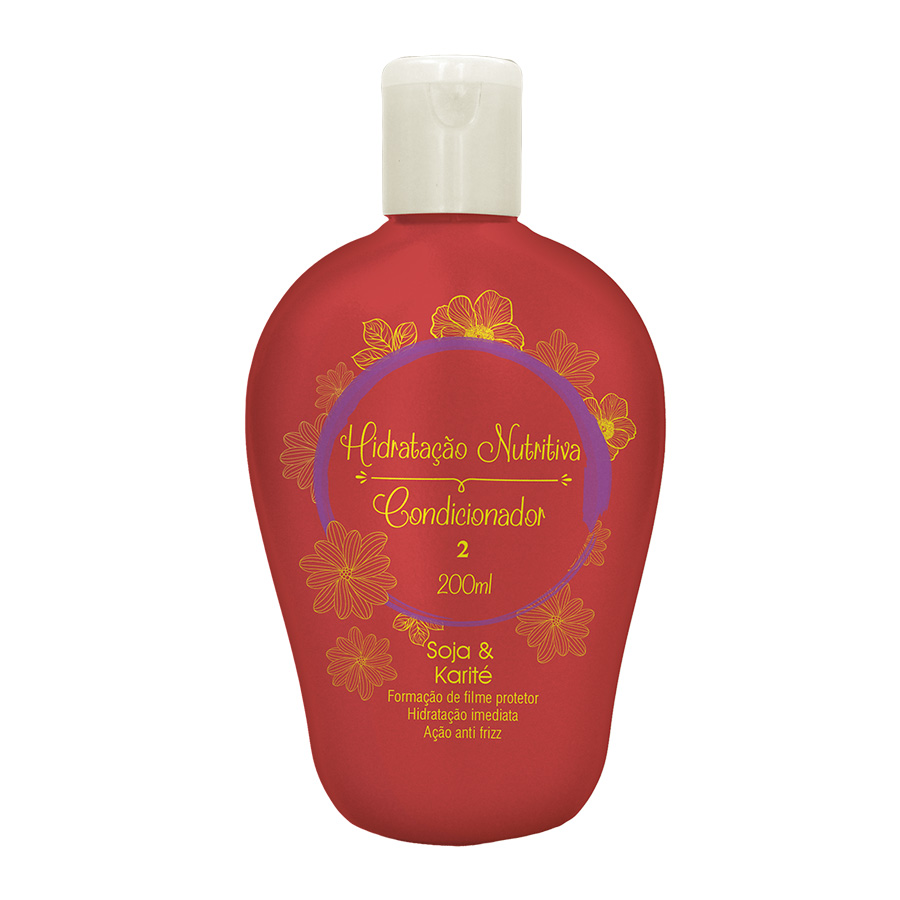 Hidratação Nutritiva
Condicionador
2
200ml
Soja &
Karité
Formação de filme protetor
Hidratação imediata
Ação anti frizz